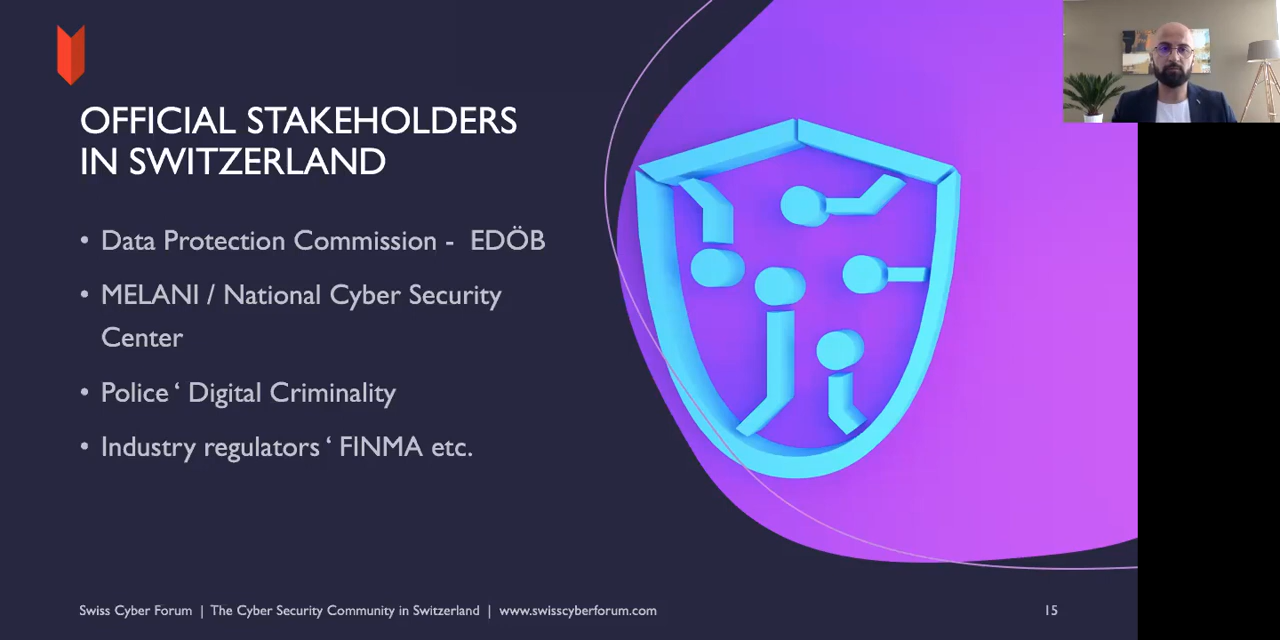 OFFICIAL STAKEHOLDERS
IN SWITZERLAND
• Data Protection Commission - EDÖB
• MELANI / National Cyber Security
Center
• Police ‘ Digital Criminality
• Industry regulators ‘ FINMA etc.
Swiss Cyber Forum | The Cyber Security Community in Switzerland | www.swisscyberforum.com
15